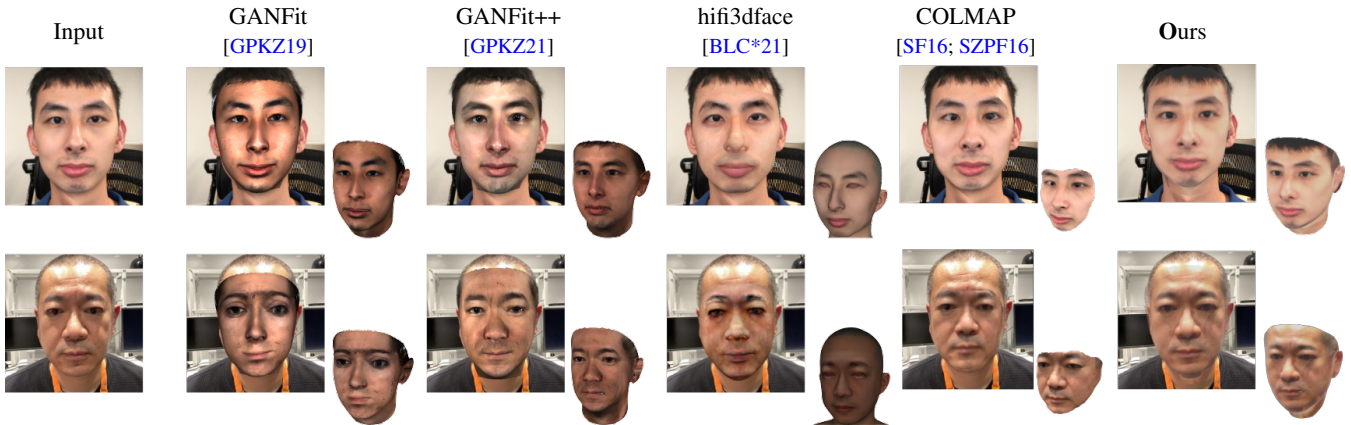 Input
GANFit
[GPKZ19]
GANFit++
[GPKZ21]
hifi3dface
[BLC*21]
COLMAP
[SF16; SZPF16]
Ours